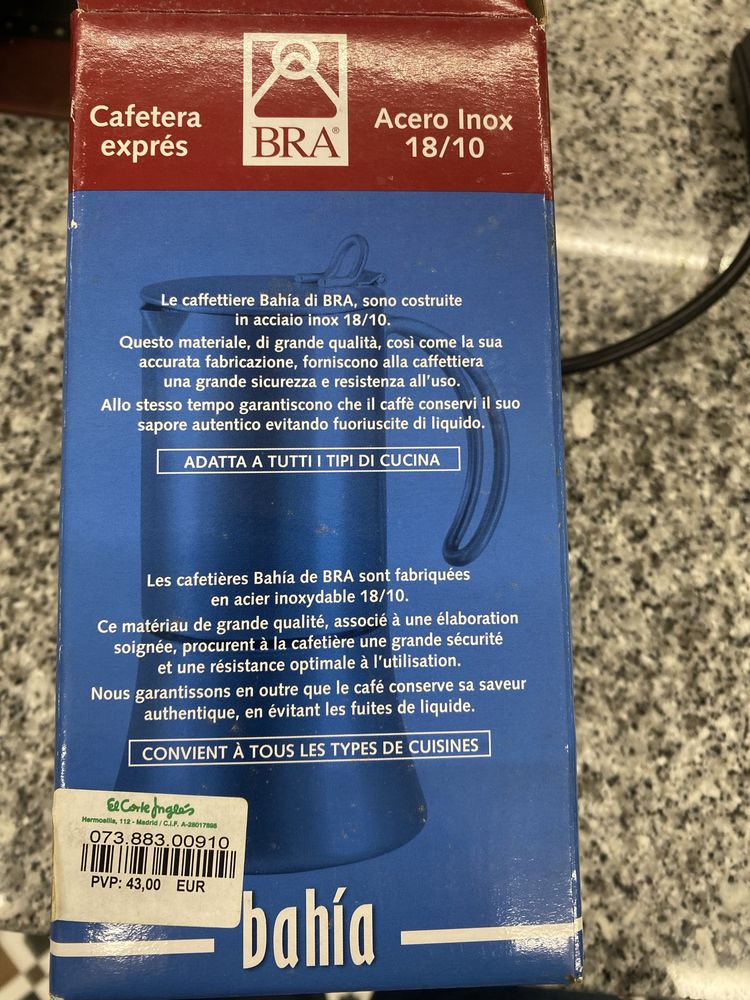 Cafetera
exprés
BRA®
Acero Inox
18/10
Le caffettiere Bahía di BRA, sono costruite
in acciaio inox 18/10.
Questo materiale, di grande qualità, così come la sua
accurata fabricazione, forniscono alla caffettiera
una grande sicurezza e resistenza all'uso.
Allo stesso tempo garantiscono che il caffè conservi il suo
sapore autentico evitando fuoriuscite di liquido.
ADATTA A TUTTI I TIPI DI CUCINA
Les cafetières Bahía de BRA sont fabriquées
en acier inoxydable 18/10.
Ce matériau de grande qualité, associé à une élaboration
soignée, procurent à la cafetière une grande sécurité
et une résistance optimale à l'utilisation.
Nous garantissons en outre que le café conserve sa saveur
authentique, en évitant les fuites de liquide.
CONVIENT À TOUS LES TYPES DE CUISINES
El Corte Inglés
Hermosilla, 112 - Madrid / C.I.F. A-28017895
073.883.00910
PVP: 43,00 EUR
bahía